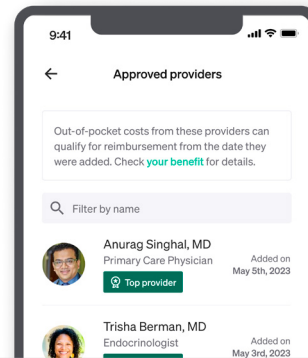 9:41
Approved providers
Out-of-pocket costs from these providers can
qualify for reimbursement from the date they
were added. Check your benefit for details.
Filter by name
Anurag Singhal, MD
Primary Care Physician
Added on
May 5th, 2023
Top provider
Trisha Berman, MD
Endocrinologist
Added on
May 3rd, 2023